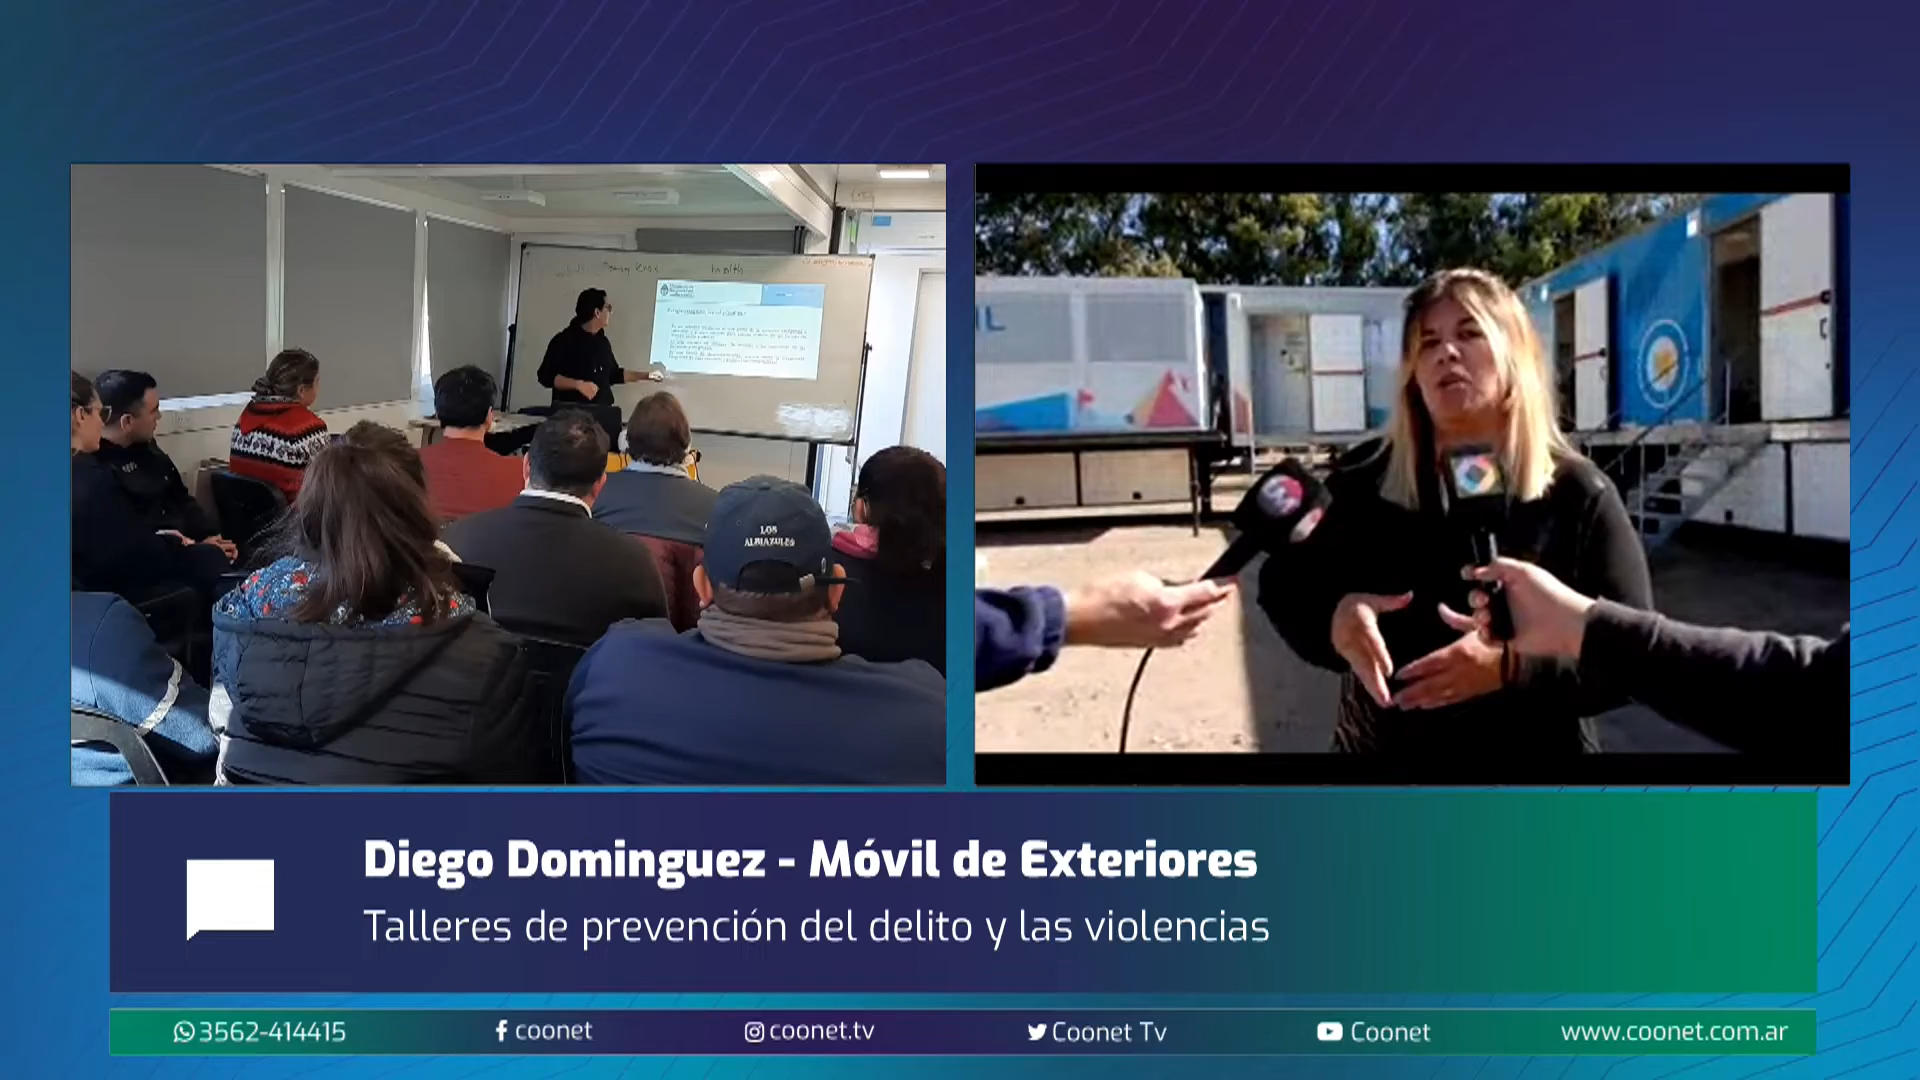 LOS
ALBIAZULES
Diego Dominguez - Móvil de Exteriores
Talleres de prevención del delito y las violencias
3562-414415
coonet
coonet.tv
Coonet Tv
Coonet
www.coonet.com.ar